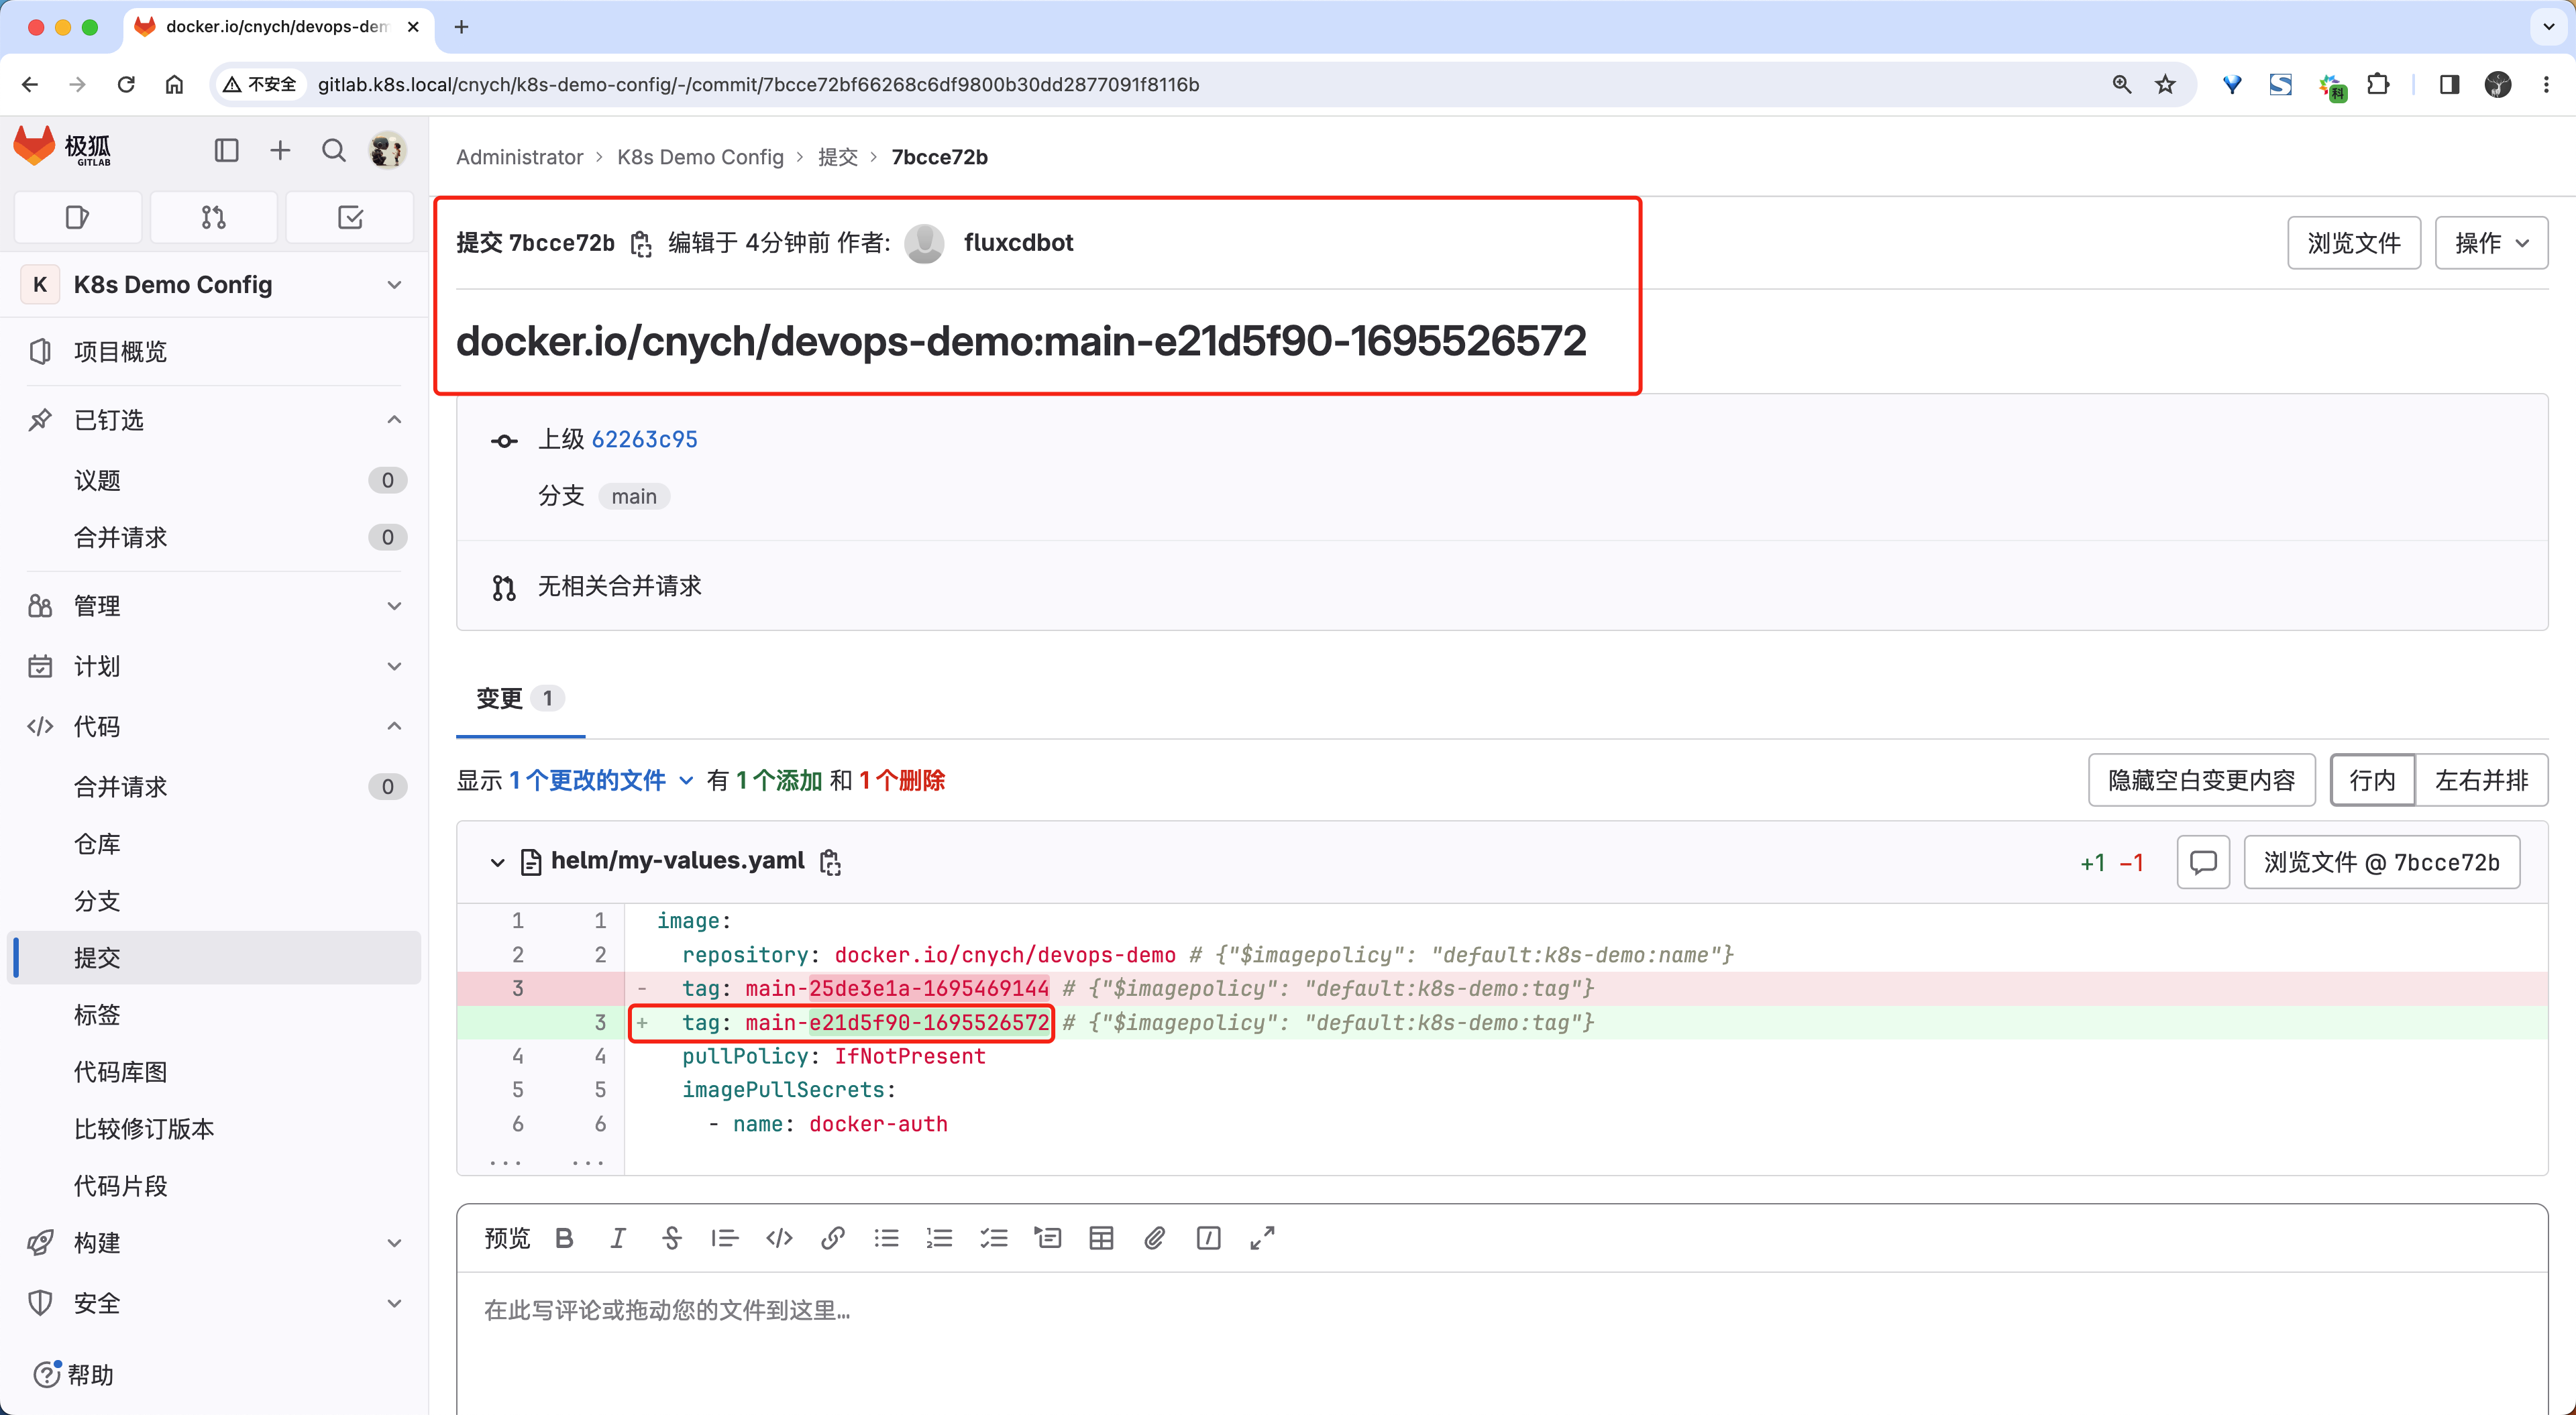 docker.io/cnych/devops-dem
不安全
gitlab.k8s.local/cnych/k8s-demo-config/-/commit/7bcce72bf66268c6df9800b30dd2877091f8116b
科
极狐
GITLAB
Administrator > K8s Demo Config > 提交 > 7bcce72b
K K8s Demo Config
项目概览
已钉选
议题 0
合并请求 0
管理
计划
代码
合并请求 0
仓库
分支
提交
标签
代码库图
比较修订版本
代码片段
构建
安全
帮助
提交 7bcce72b 编辑于 4分钟前 作者: fluxcdbot
浏览文件
操作
docker.io/cnych/devops-demo:main-e21d5f90-1695526572
上级 62263c95
分支 main
无相关合并请求
变更 1
显示 1个更改的文件 有 1个添加 和 1个删除
隐藏空白变更内容
行内
左右并排
helm/my-values.yaml
+1 −1
浏览文件 @ 7bcce72b
1 1 image:
2 2 repository: docker.io/cnych/devops-demo # {"$imagepolicy": "default:k8s-demo:name"}
3 - tag: main-25de3e1a-1695469144 # {"$imagepolicy": "default:k8s-demo:tag"}
3 + tag: main-e21d5f90-1695526572 # {"$imagepolicy": "default:k8s-demo:tag"}
4 4 pullPolicy: IfNotPresent
5 5 imagePullSecrets:
6 6 - name: docker-auth
... ...
预览
在此写评论或拖动您的文件到这里...